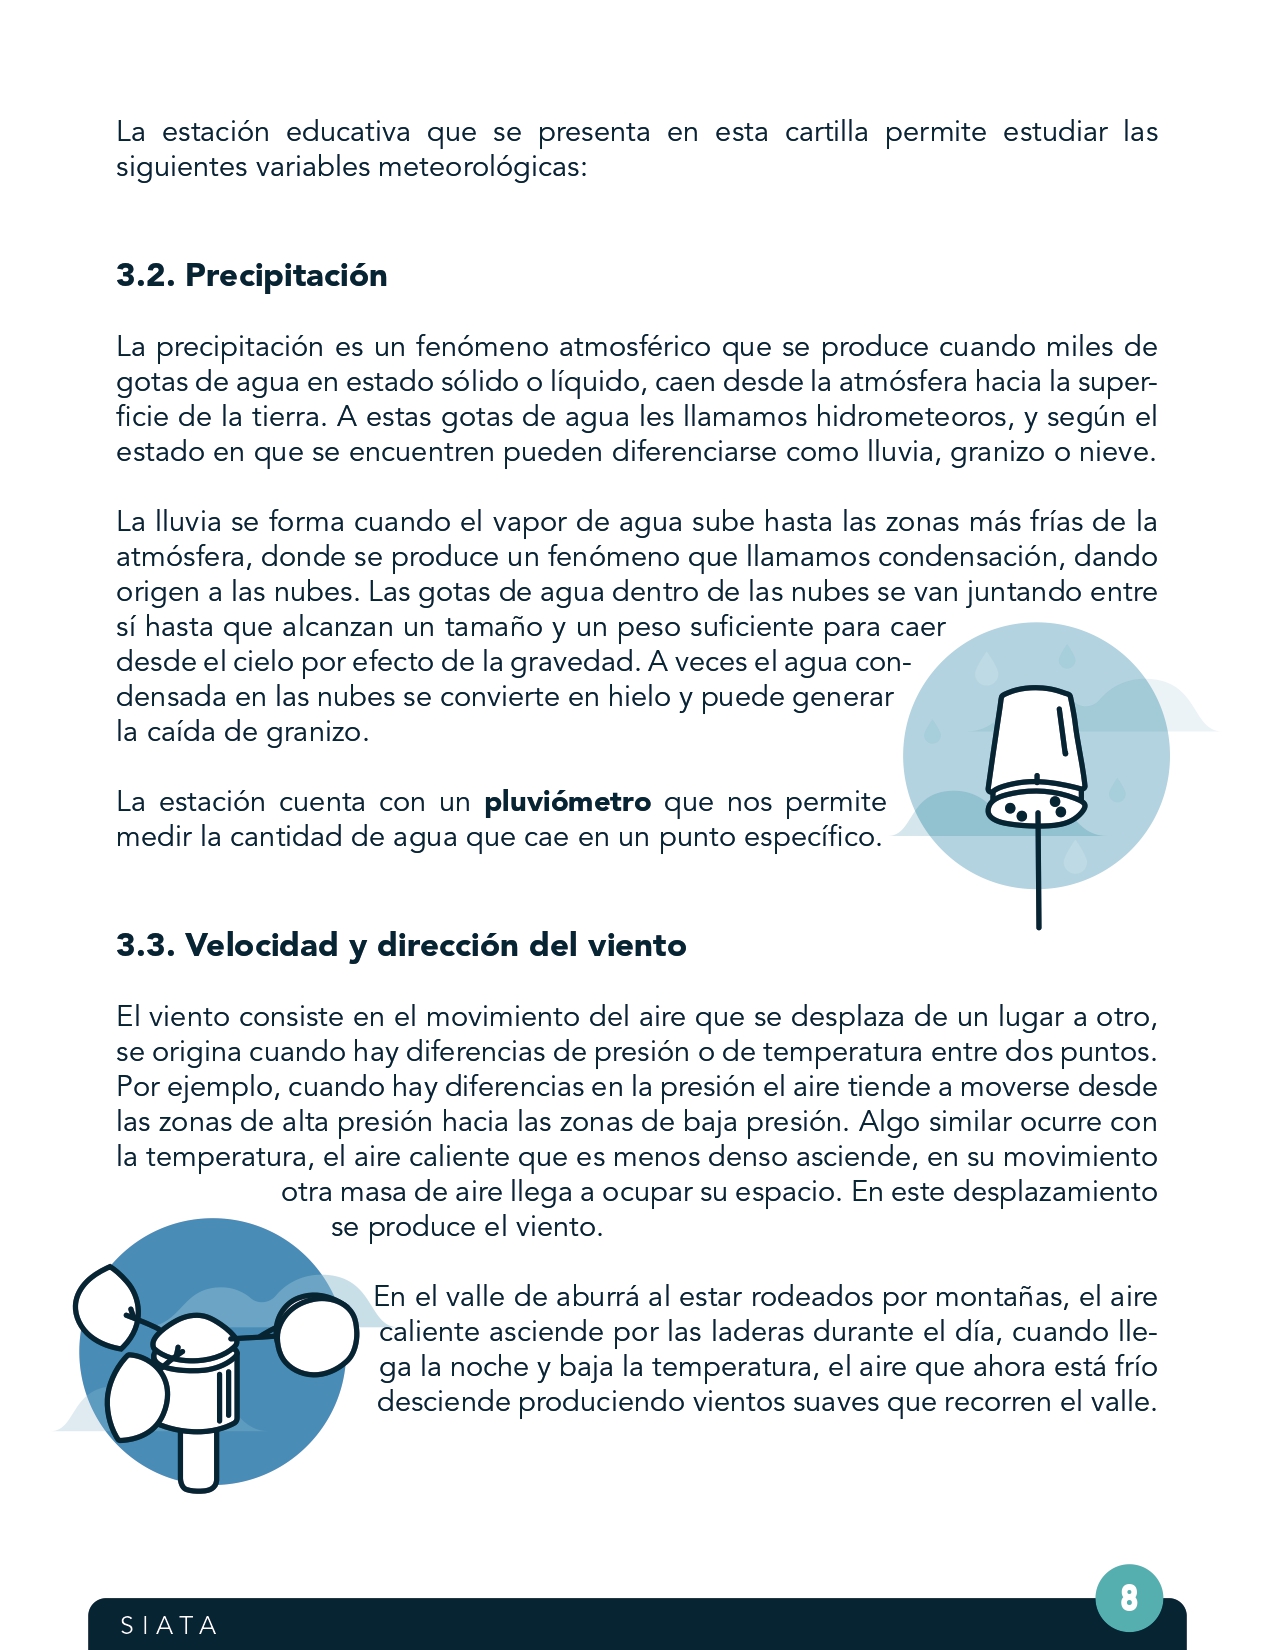 La estación educativa que se presenta en esta cartilla permite estudiar las
siguientes variables meteorológicas:
3.2. Precipitación
La precipitación es un fenómeno atmosférico que se produce cuando miles de
gotas de agua en estado sólido o líquido, caen desde la atmósfera hacia la super-
ficie de la tierra. A estas gotas de agua les llamamos hidrometeoros, y según el
estado en que se encuentren pueden diferenciarse como lluvia, granizo o nieve.
La lluvia se forma cuando el vapor de agua sube hasta las zonas más frías de la
atmósfera, donde se produce un fenómeno que llamamos condensación, dando
origen a las nubes. Las gotas de agua dentro de las nubes se van juntando entre
sí hasta que alcanzan un tamaño y un peso suficiente para caer
desde el cielo por efecto de la gravedad. A veces el agua con-
densada en las nubes se convierte en hielo y puede generar
la caída de granizo.
La estación cuenta con un pluviómetro que nos permite
medir la cantidad de agua que cae en un punto específico.
3.3. Velocidad y dirección del viento
El viento consiste en el movimiento del aire que se desplaza de un lugar a otro,
se origina cuando hay diferencias de presión o de temperatura entre dos puntos.
Por ejemplo, cuando hay diferencias en la presión el aire tiende a moverse desde
las zonas de alta presión hacia las zonas de baja presión. Algo similar ocurre con
la temperatura, el aire caliente que es menos denso asciende, en su movimiento
otra masa de aire llega a ocupar su espacio. En este desplazamiento
se produce el viento.
En el valle de aburrá al estar rodeados por montañas, el aire
caliente asciende por las laderas durante el día, cuando lle-
ga la noche y baja la temperatura, el aire que ahora está frío
desciende produciendo vientos suaves que recorren el valle.
8
SIATA